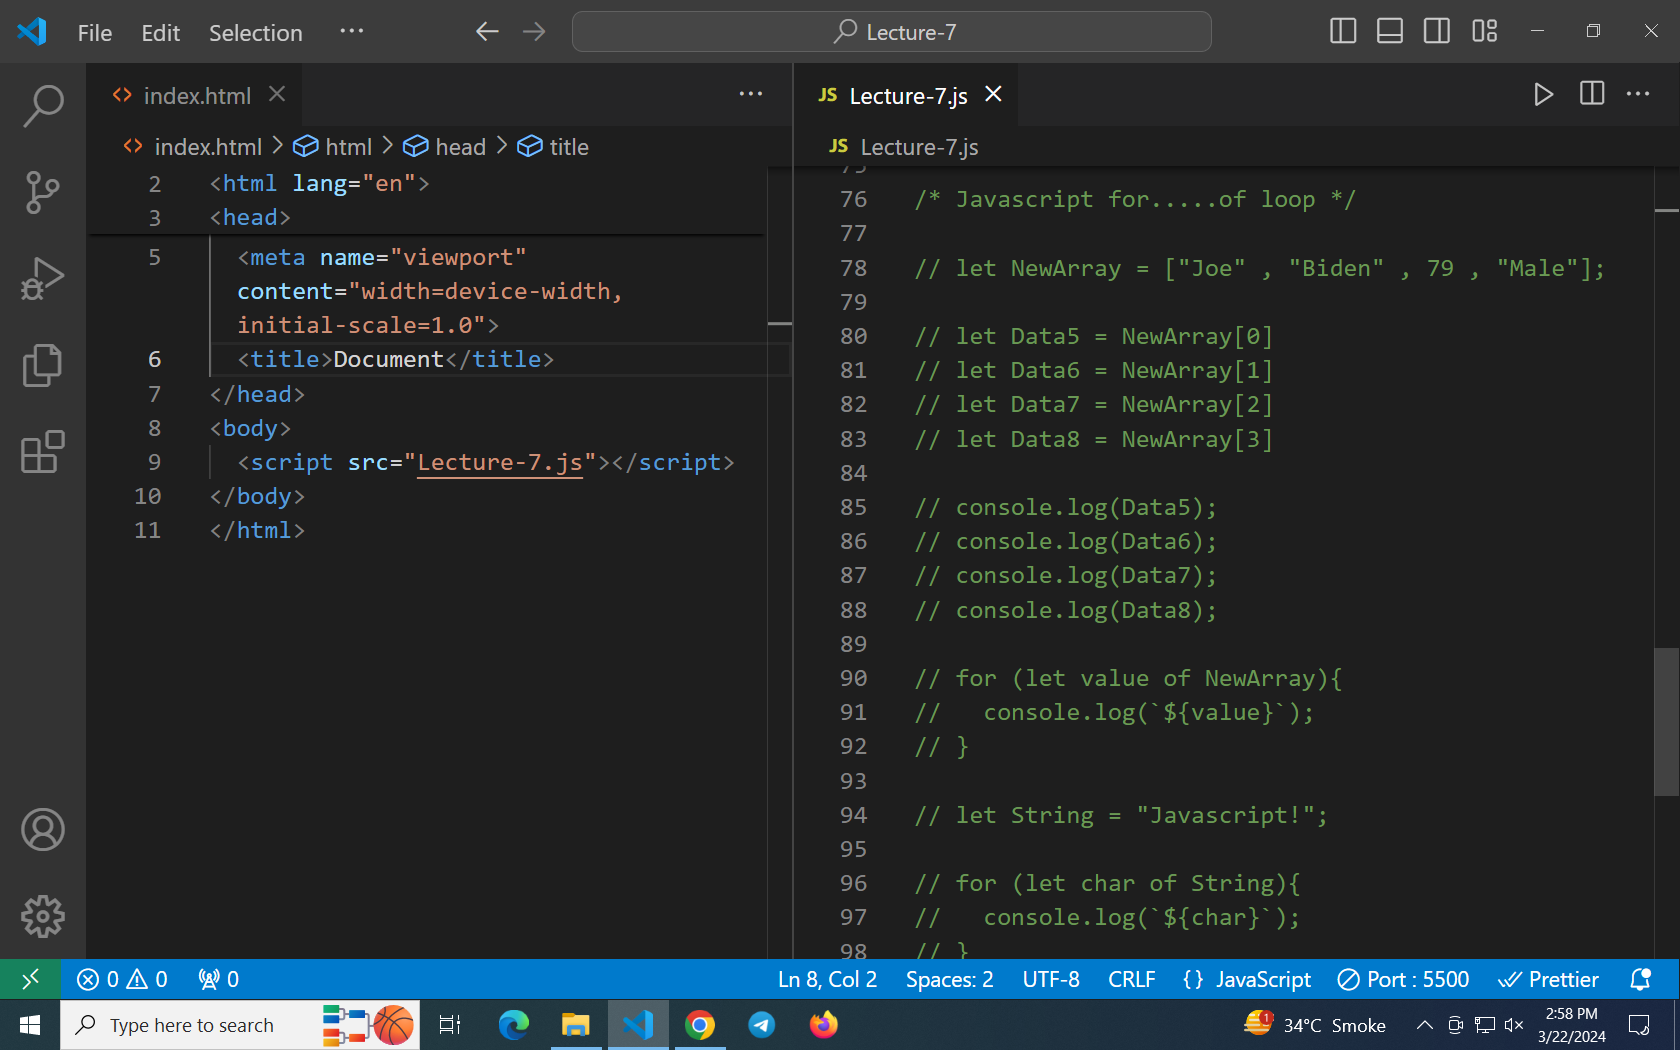 File Edit Selection ··· Lecture-7
index.html
index.html > html > head > title
2 <html lang="en">
3 <head>
5 <meta name="viewport"
content="width=device-width,
initial-scale=1.0">
6 <title>Document</title>
7 </head>
8 <body>
9 <script src="Lecture-7.js"></script>
10 </body>
11 </html>
JS Lecture-7.js
JS Lecture-7.js
75
76 /* Javascript for.....of loop */
77
78 // let NewArray = ["Joe" , "Biden" , 79 , "Male"];
79
80 // let Data5 = NewArray[0]
81 // let Data6 = NewArray[1]
82 // let Data7 = NewArray[2]
83 // let Data8 = NewArray[3]
84
85 // console.log(Data5);
86 // console.log(Data6);
87 // console.log(Data7);
88 // console.log(Data8);
89
90 // for (let value of NewArray){
91 //   console.log(`${value}`);
92 // }
93
94 // let String = "Javascript!";
95
96 // for (let char of String){
97 //   console.log(`${char}`);
98 // }
0 0 0 Ln 8, Col 2 Spaces: 2 UTF-8 CRLF {} JavaScript Port : 5500 Prettier
Type here to search 1 34°C Smoke 2:58 PM
3/22/2024